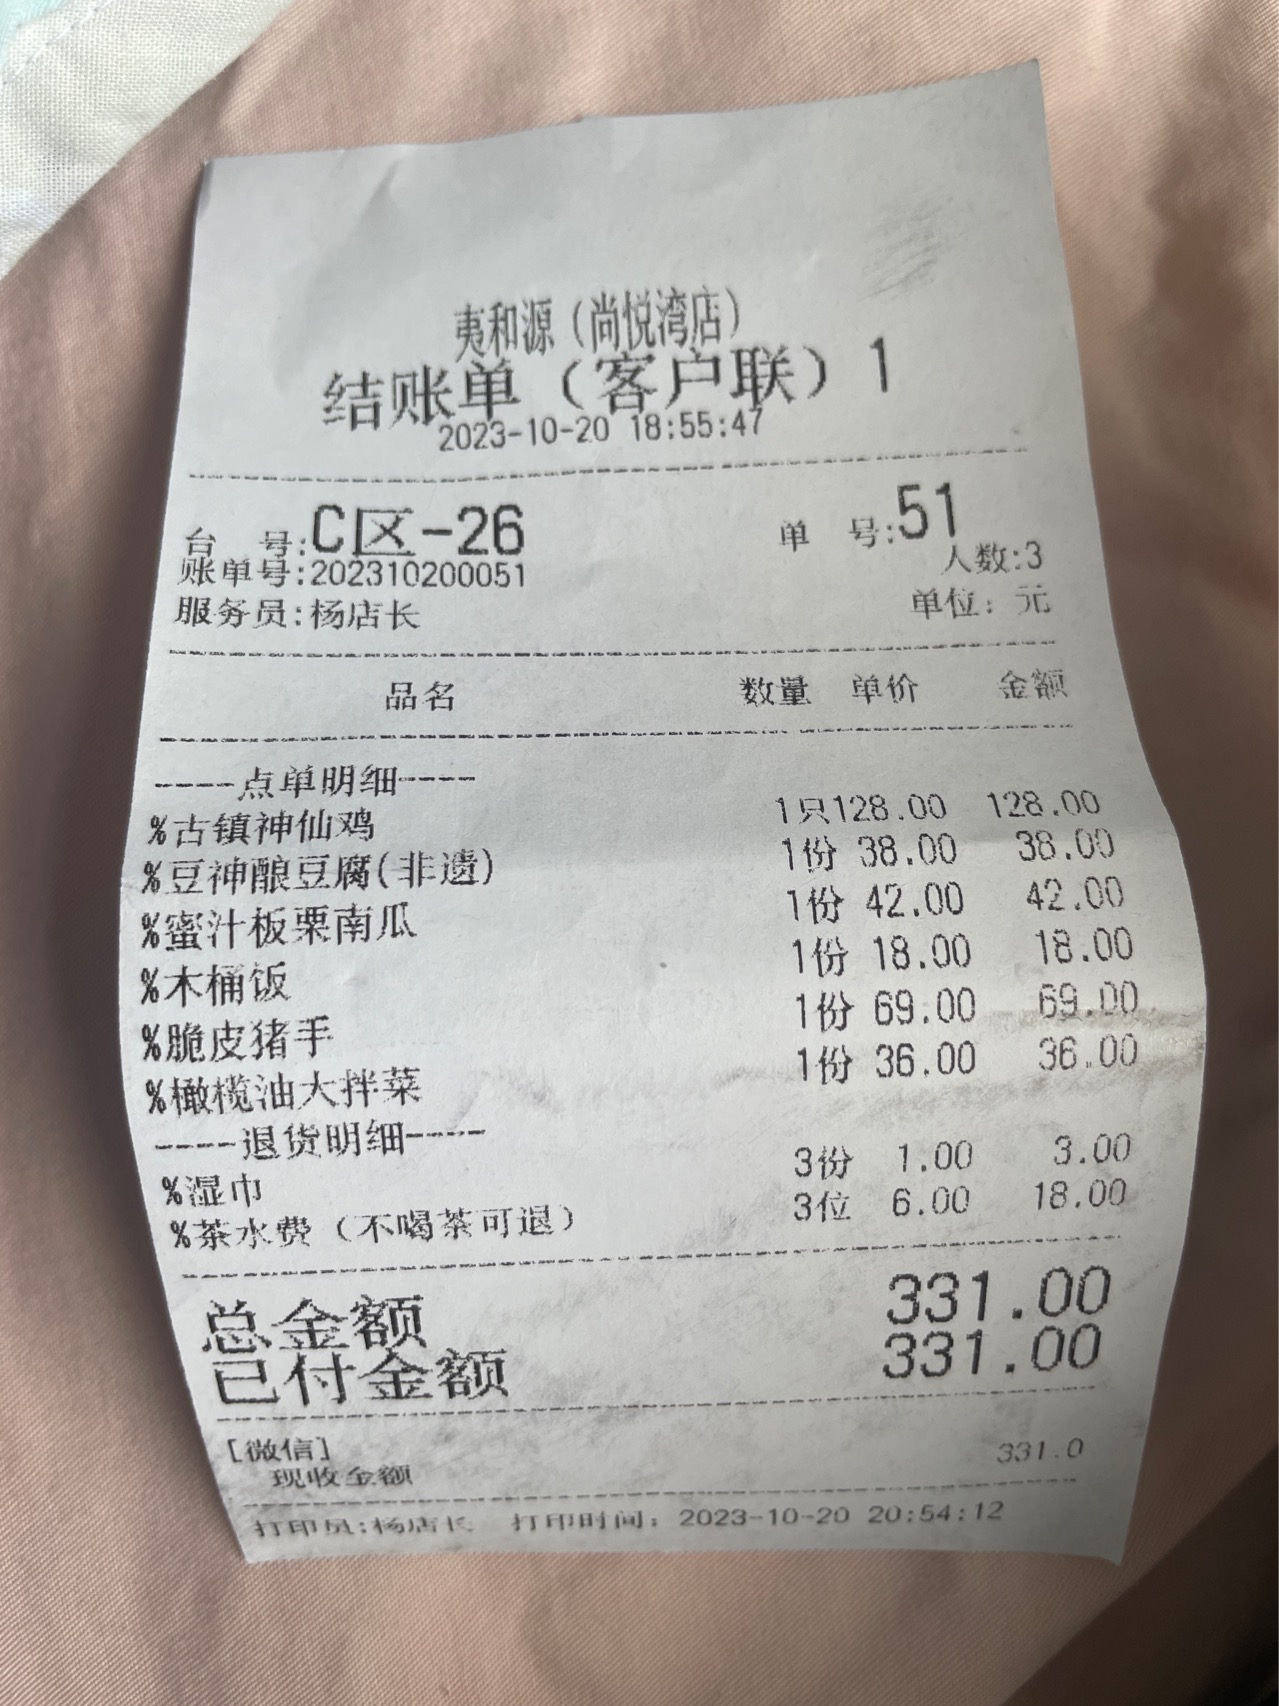 夷和源（尚悦湾店）
结账单（客户联）1
2023-10-20 18:55:47
台 号:C区-26 单 号:51
账单号:202310200051 人数:3
服务员:杨店长 单位: 元
品名 数量 单价 金额
-----点单明细-----
%古镇神仙鸡 1只128.00 128.00
%豆神酿豆腐(非遗) 1份 38.00 38.00
%蜜汁板栗南瓜 1份 42.00 42.00
%木桶饭 1份 18.00 18.00
%脆皮猪手 1份 69.00 69.00
%橄榄油大拌菜 1份 36.00 36.00
-----退货明细-----
%湿巾 3份 1.00 3.00
%茶水费（不喝茶可退） 3位 6.00 18.00
总金额 331.00
已付金额 331.00
[微信]
现收金额 331.0
打印员:杨店长 打印时间: 2023-10-20 20:54:12